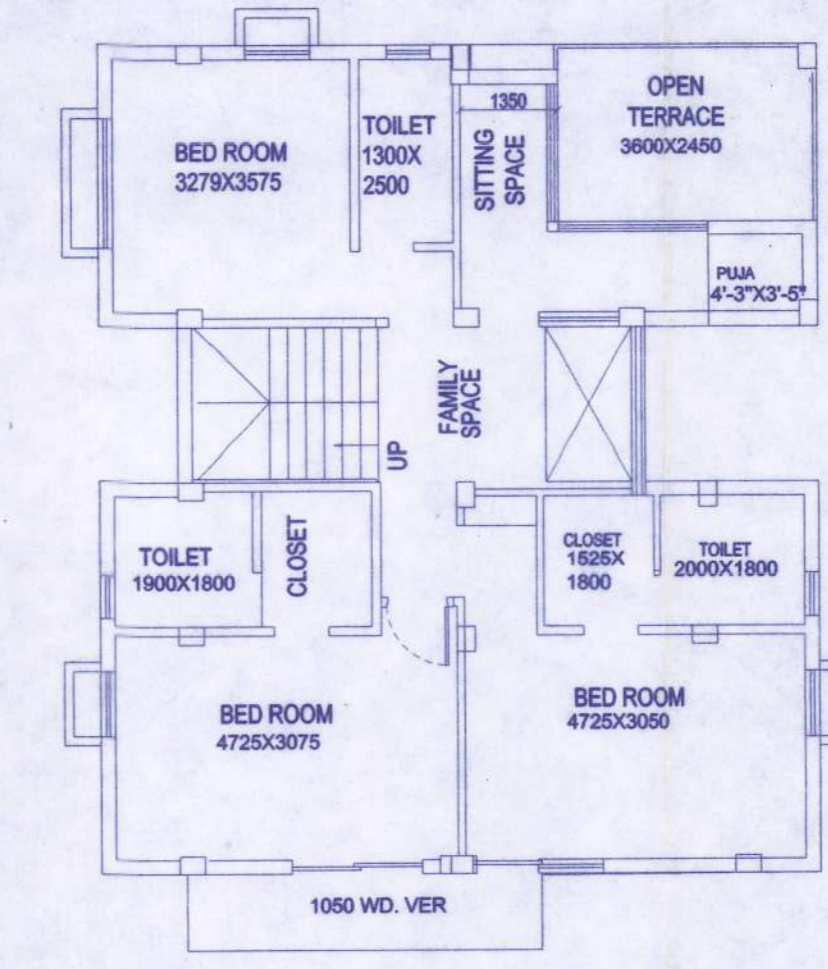 BED ROOM
3279X3575
TOILET
1300X
2500
1350
SITTING
SPACE
OPEN
TERRACE
3600X2450
PUJA
4'-3"X3'-5"
FAMILY
SPACE
UP
TOILET
1900X1800
CLOSET
CLOSET
1525X
1800
TOILET
2000X1800
BED ROOM
4725X3075
BED ROOM
4725X3050
1050 WD. VER